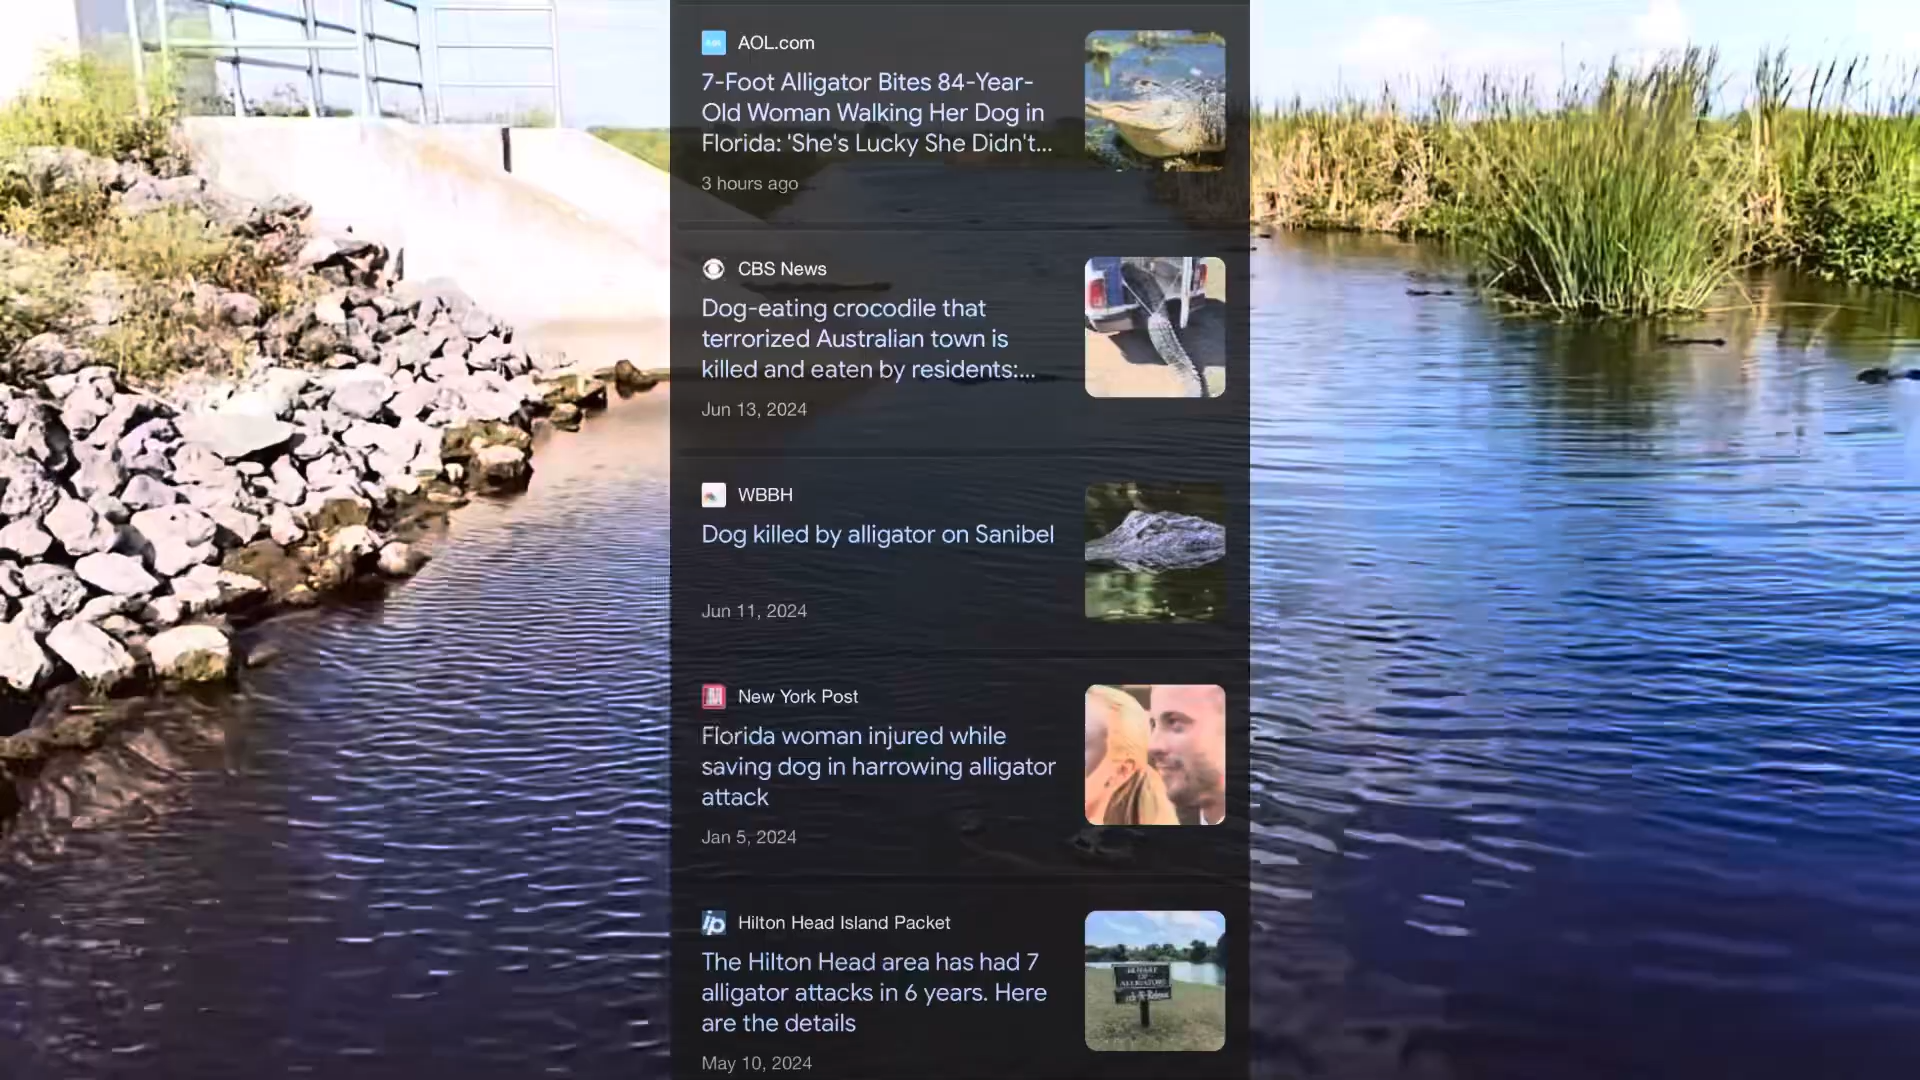 AOL.com
7-Foot Alligator Bites 84-Year-
Old Woman Walking Her Dog in
Florida: 'She's Lucky She Didn't...
3 hours ago
CBS News
Dog-eating crocodile that
terrorized Australian town is
killed and eaten by residents:...
Jun 13, 2024
WBBH
Dog killed by alligator on Sanibel
Jun 11, 2024
New York Post
Florida woman injured while
saving dog in harrowing alligator
attack
Jan 5, 2024
ip Hilton Head Island Packet
The Hilton Head area has had 7
alligator attacks in 6 years. Here
are the details
May 10, 2024
BEWARE
OF
ALLIGATORS